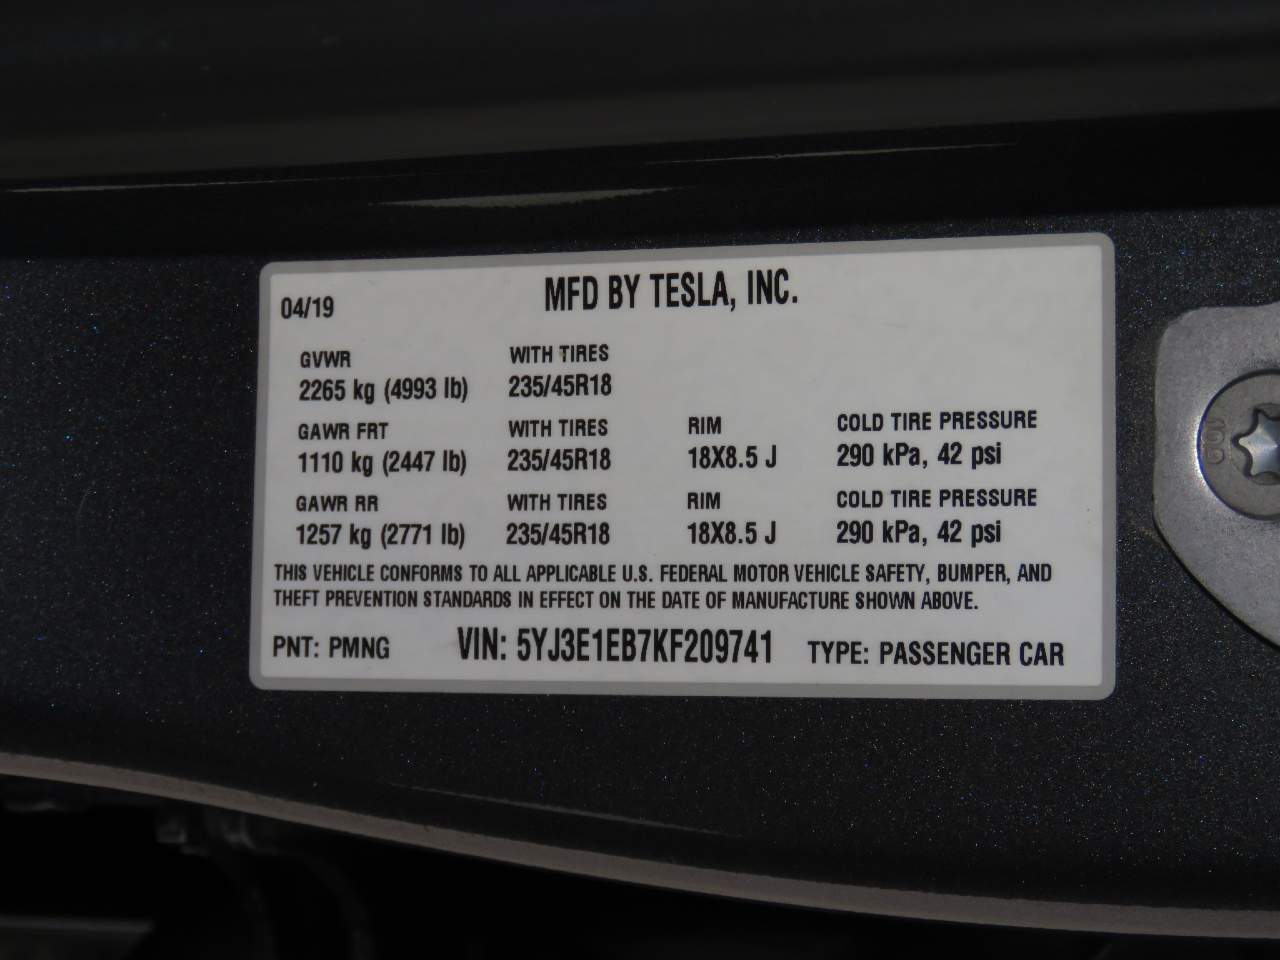 04/19 MFD BY TESLA, INC.
GVWR WITH TIRES
2265 kg (4993 lb) 235/45R18
GAWR FRT WITH TIRES RIM COLD TIRE PRESSURE
1110 kg (2447 lb) 235/45R18 18X8.5 J 290 kPa, 42 psi
GAWR RR WITH TIRES RIM COLD TIRE PRESSURE
1257 kg (2771 lb) 235/45R18 18X8.5 J 290 kPa, 42 psi
THIS VEHICLE CONFORMS TO ALL APPLICABLE U.S. FEDERAL MOTOR VEHICLE SAFETY, BUMPER, AND
THEFT PREVENTION STANDARDS IN EFFECT ON THE DATE OF MANUFACTURE SHOWN ABOVE.
PNT: PMNG VIN: 5YJ3E1EB7KF209741 TYPE: PASSENGER CAR